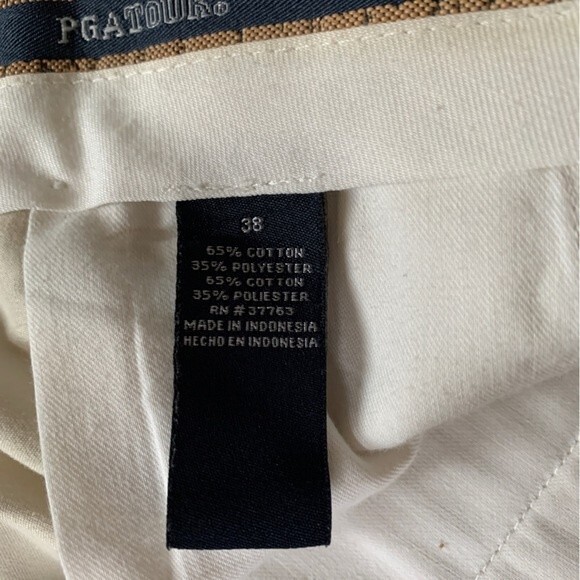 PGATOUR®
38
65% COTTON
35% POLYESTER
65% COTTON
35% POLIESTER
RN #37763
MADE IN INDONESIA
HECHO EN INDONESIA